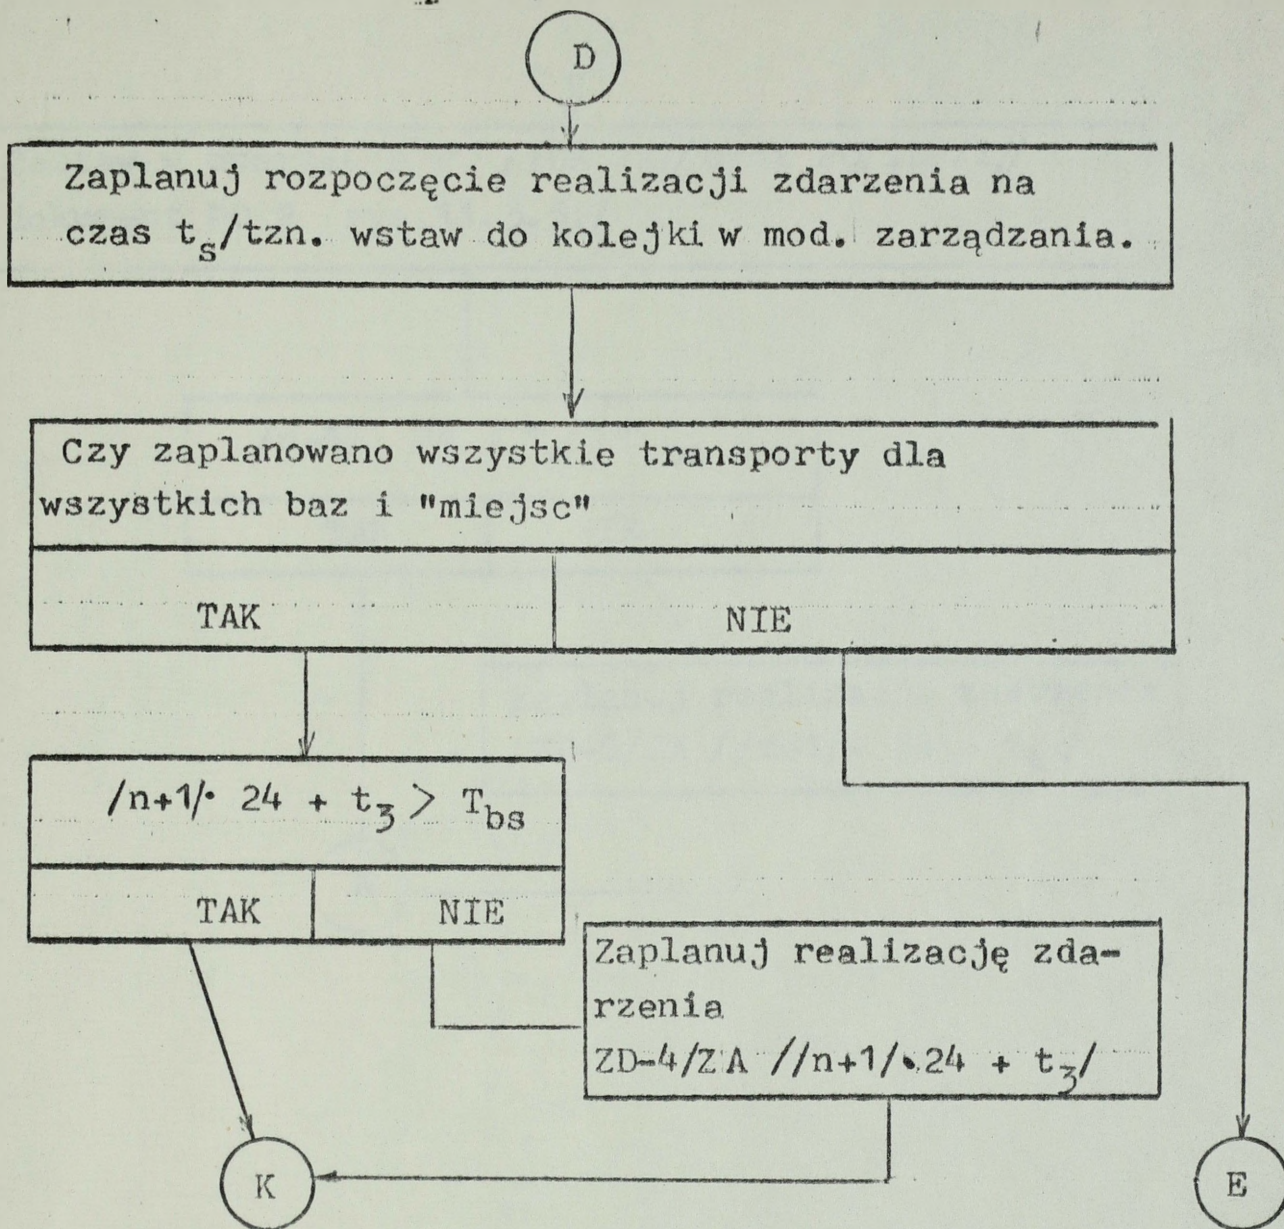 D
Zaplanuj rozpoczęcie realizacji zdarzenia na
czas t_s/tzn. wstaw do kolejki w mod. zarządzania.
Czy zaplanowano wszystkie transporty dla
wszystkich baz i "miejsc"
TAK NIE
/n+1/· 24 + t_3 > T_bs
TAK NIE
Zaplanuj realizację zda-
rzenia
ZD-4/ZA //n+1/·24 + t_3/
K
E